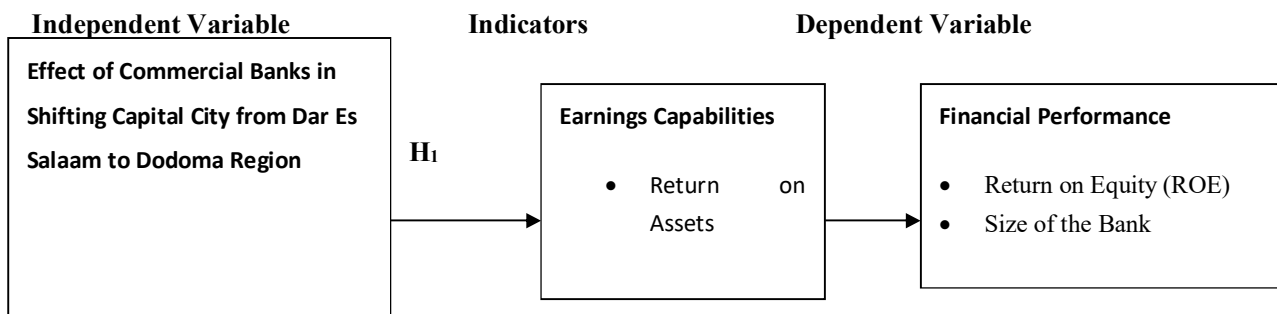 Independent Variable
Indicators
Dependent Variable
Effect of Commercial Banks in
Shifting Capital City from Dar Es
Salaam to Dodoma Region
H₁
Earnings Capabilities
• Return on
Assets
Financial Performance
• Return on Equity (ROE)
• Size of the Bank